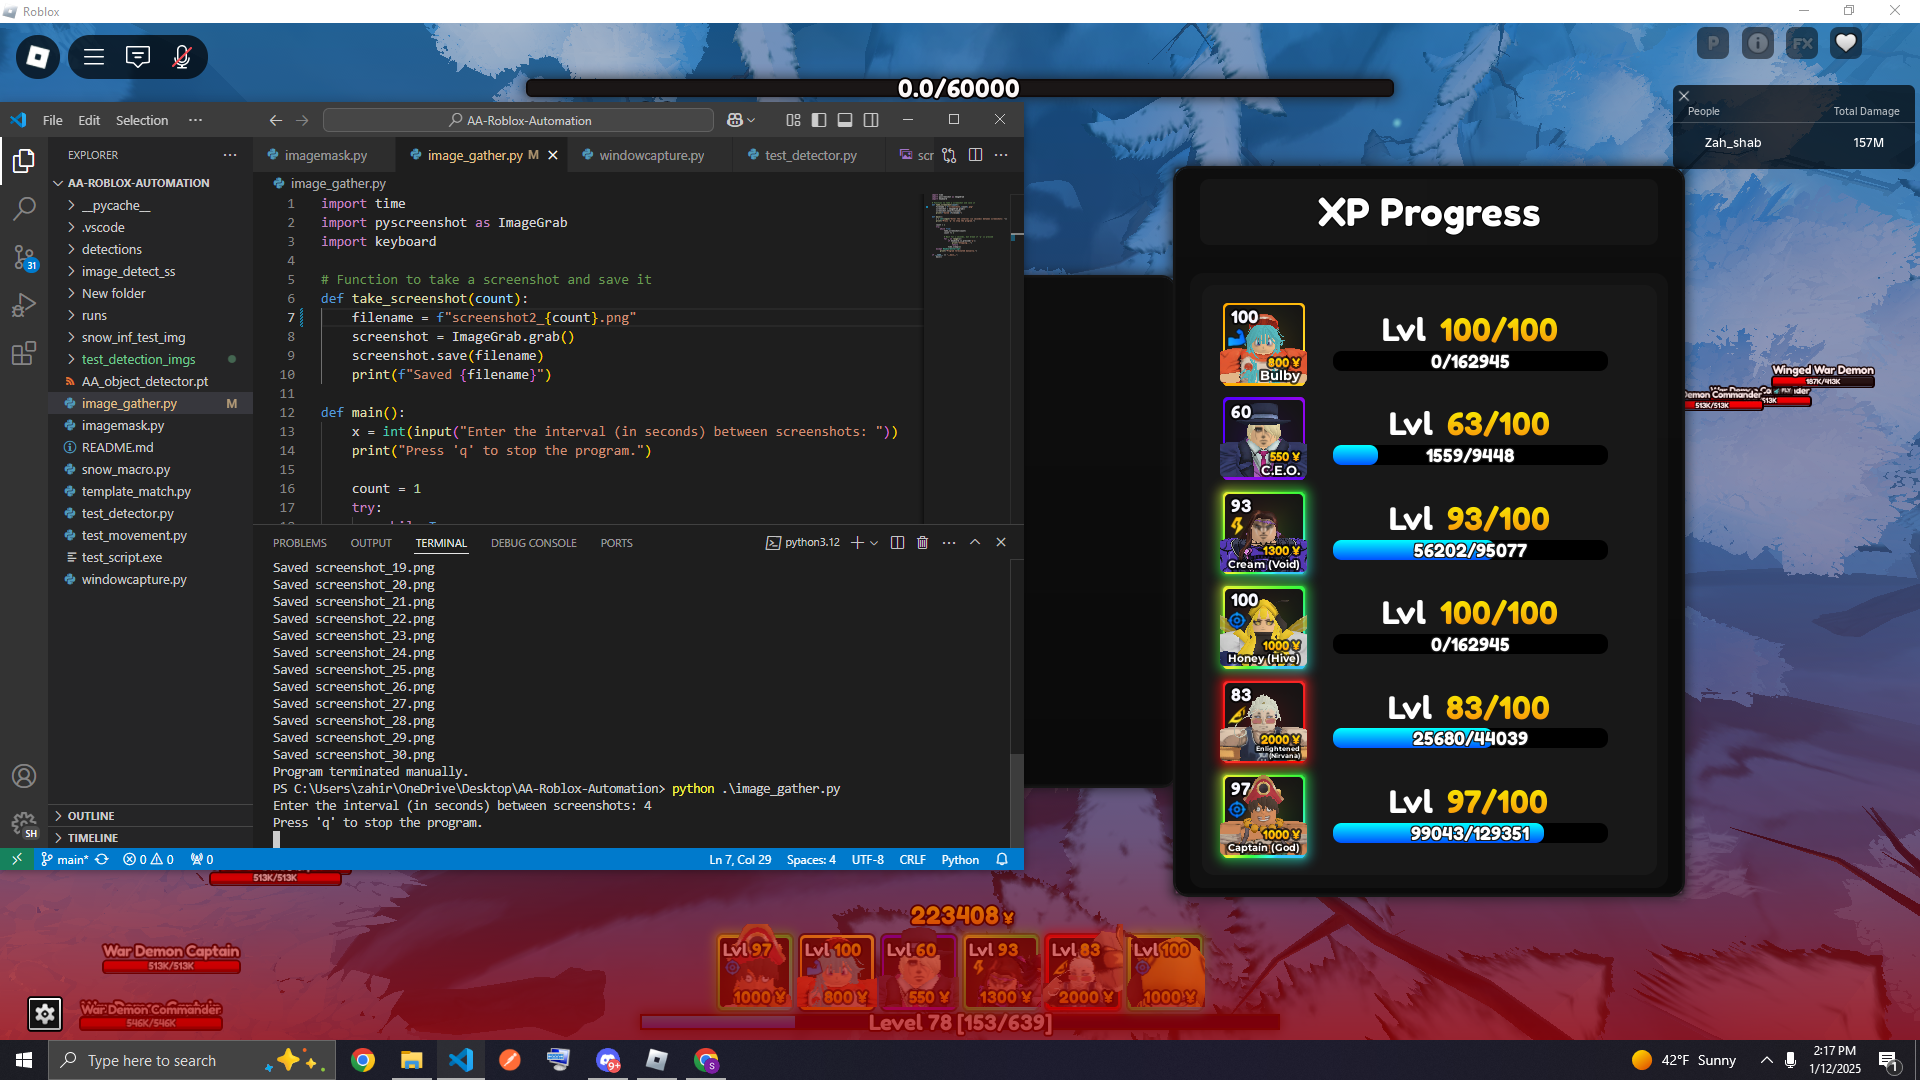 Roblox
0.0/60000
P
FX
People
Total Damage
Zah_shab
157M
File
Edit
Selection
AA-Roblox-Automation
EXPLORER
AA-ROBLOX-AUTOMATION
__pycache__
.vscode
detections
image_detect_ss
New folder
runs
snow_inf_test_img
test_detection_imgs
AA_object_detector.pt
image_gather.py
M
imagemask.py
README.md
snow_macro.py
template_match.py
test_detector.py
test_movement.py
test_script.exe
windowcapture.py
OUTLINE
TIMELINE
31
SH
imagemask.py
image_gather.py M
windowcapture.py
test_detector.py
scr
image_gather.py
1 import time
2 import pyscreenshot as ImageGrab
3 import keyboard
4
5 # Function to take a screenshot and save it
6 def take_screenshot(count):
7 filename = f"screenshot2_{count}.png"
8 screenshot = ImageGrab.grab()
9 screenshot.save(filename)
10 print(f"Saved {filename}")
11
12 def main():
13 x = int(input("Enter the interval (in seconds) between screenshots: "))
14 print("Press 'q' to stop the program.")
15
16 count = 1
17 try:
PROBLEMS
OUTPUT
TERMINAL
DEBUG CONSOLE
PORTS
python3.12
Saved screenshot_19.png
Saved screenshot_20.png
Saved screenshot_21.png
Saved screenshot_22.png
Saved screenshot_23.png
Saved screenshot_24.png
Saved screenshot_25.png
Saved screenshot_26.png
Saved screenshot_27.png
Saved screenshot_28.png
Saved screenshot_29.png
Saved screenshot_30.png
Program terminated manually.
PS C:\Users\zahir\OneDrive\Desktop\AA-Roblox-Automation> python .\image_gather.py
Enter the interval (in seconds) between screenshots: 4
Press 'q' to stop the program.
main*
0
0
0
Ln 7, Col 29
Spaces: 4
UTF-8
CRLF
Python
XP Progress
100
800 ¥
Bulby
Lvl 100/100
0/162945
60
550 ¥
C.E.O.
Lvl 63/100
1559/9448
93
1300 ¥
Cream (Void)
Lvl 93/100
56202/95077
100
1000 ¥
Honey (Hive)
Lvl 100/100
0/162945
83
2000 ¥
Enlightened
(Nirvana)
Lvl 83/100
25680/44039
97
1000 ¥
Captain (God)
Lvl 97/100
99043/129351
Winged War Demon
187K/413K
Demon Commander
513K/513K
513K
513K/513K
War Demon Captain
513K/513K
War Demon Commander
546K/546K
223408 ¥
Lvl 97
1000 ¥
Lvl 100
800 ¥
Lvl 60
550 ¥
Lvl 93
1300 ¥
Lvl 83
2000 ¥
Lvl 100
1000 ¥
Level 78 [153/639]
Type here to search
9+
S
42°F Sunny
2:17 PM
1/12/2025
1